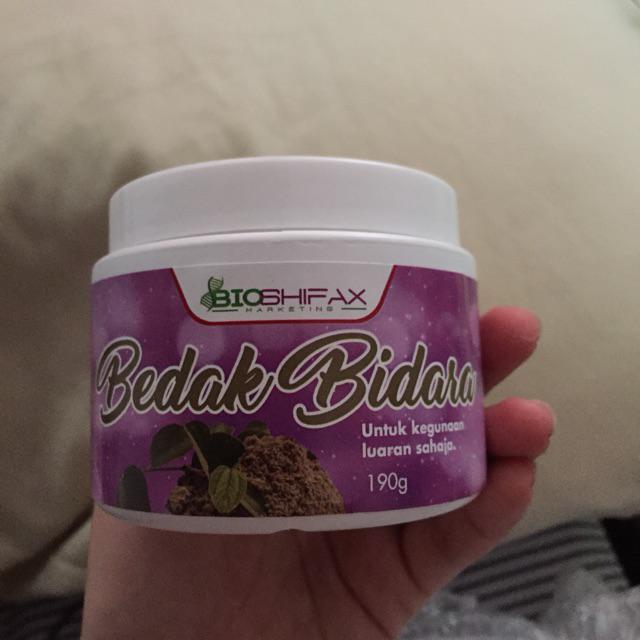 BIOSHIFAX
MARKETING
Bedak Bidara
Untuk kegunaan
luaran sahaja.
190g